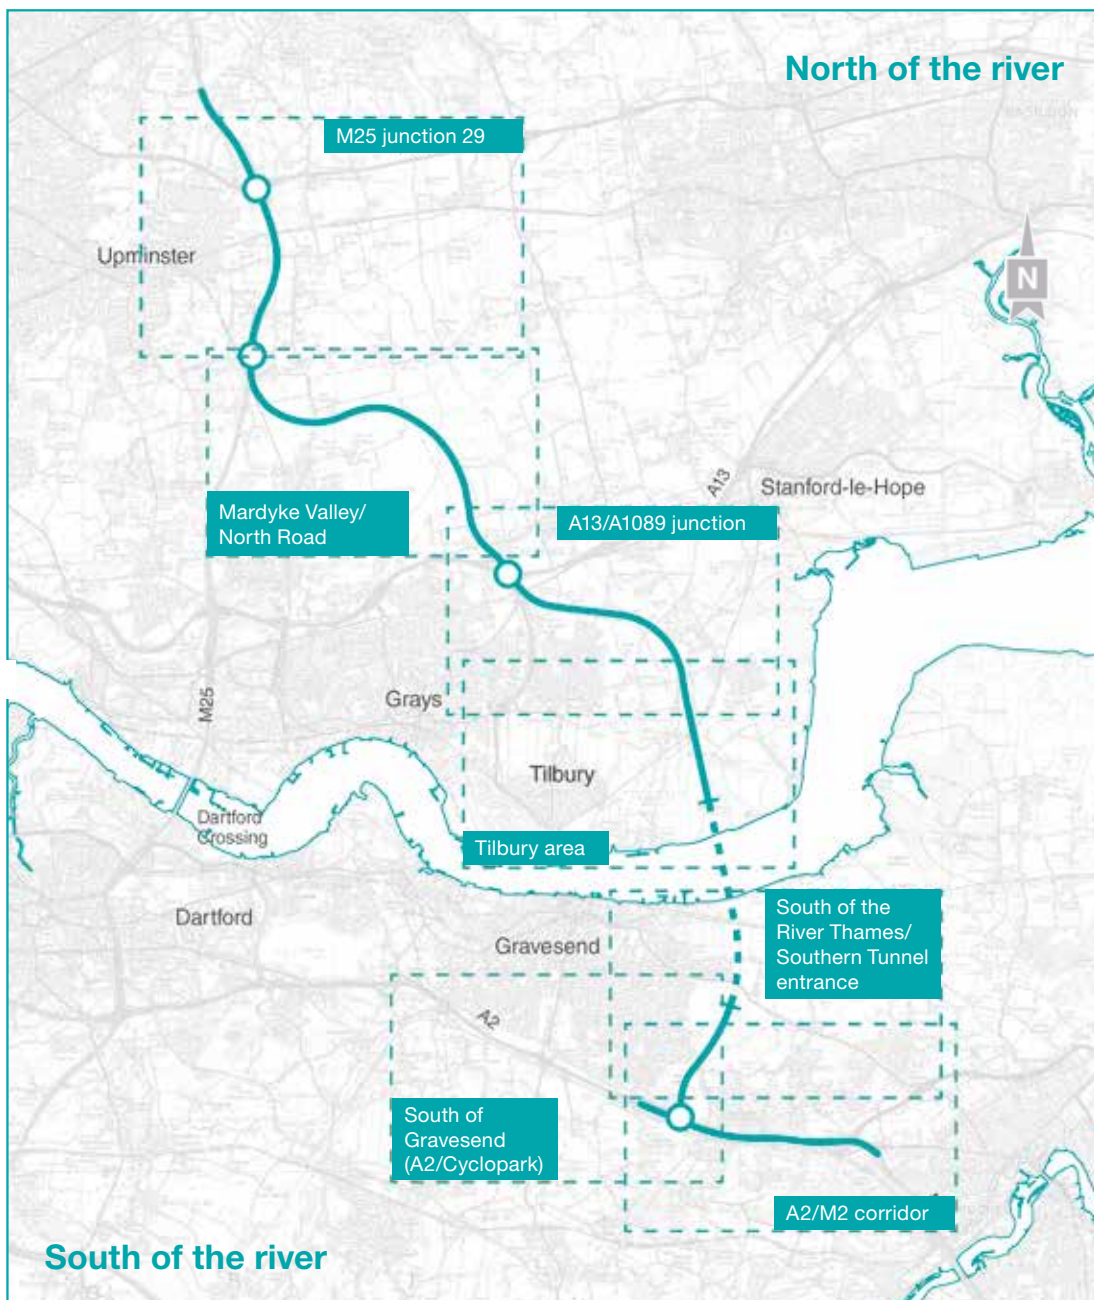 North of the river
M25 junction 29
Upminster
N
A13
Stanford-le-Hope
Mardyke Valley/
North Road
A13/A1089 junction
M25
Grays
Tilbury
Dartford
Crossing
Tilbury area
Dartford
Gravesend
South of the
River Thames/
Southern Tunnel
entrance
A2
South of
Gravesend
(A2/Cyclopark)
A2/M2 corridor
South of the river